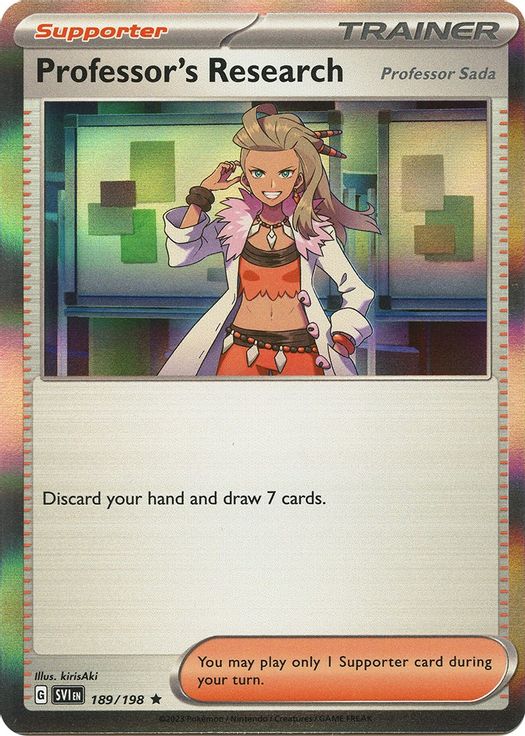 Supporter
TRAINER
Professor's Research
Professor Sada
Discard your hand and draw 7 cards.
Illus. kirisAki
You may play only 1 Supporter card during
your turn.
G SVI EN 189/198 ★
©2023 Pokémon / Nintendo / Creatures / GAME FREAK